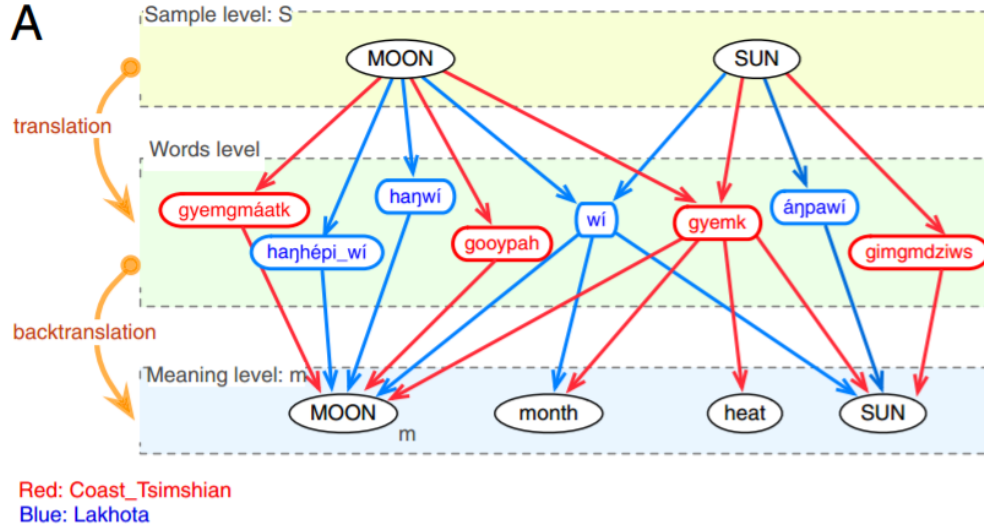 A
Sample level: S
MOON
SUN
translation
Words level
gyemgmáatk
haŋhépi_wí
haŋwí
gooypah
wí
gyemk
áŋpawí
gimgmdziws
backtranslation
Meaning level: m
MOON
month
heat
SUN
m
Red: Coast_Tsimshian
Blue: Lakhota